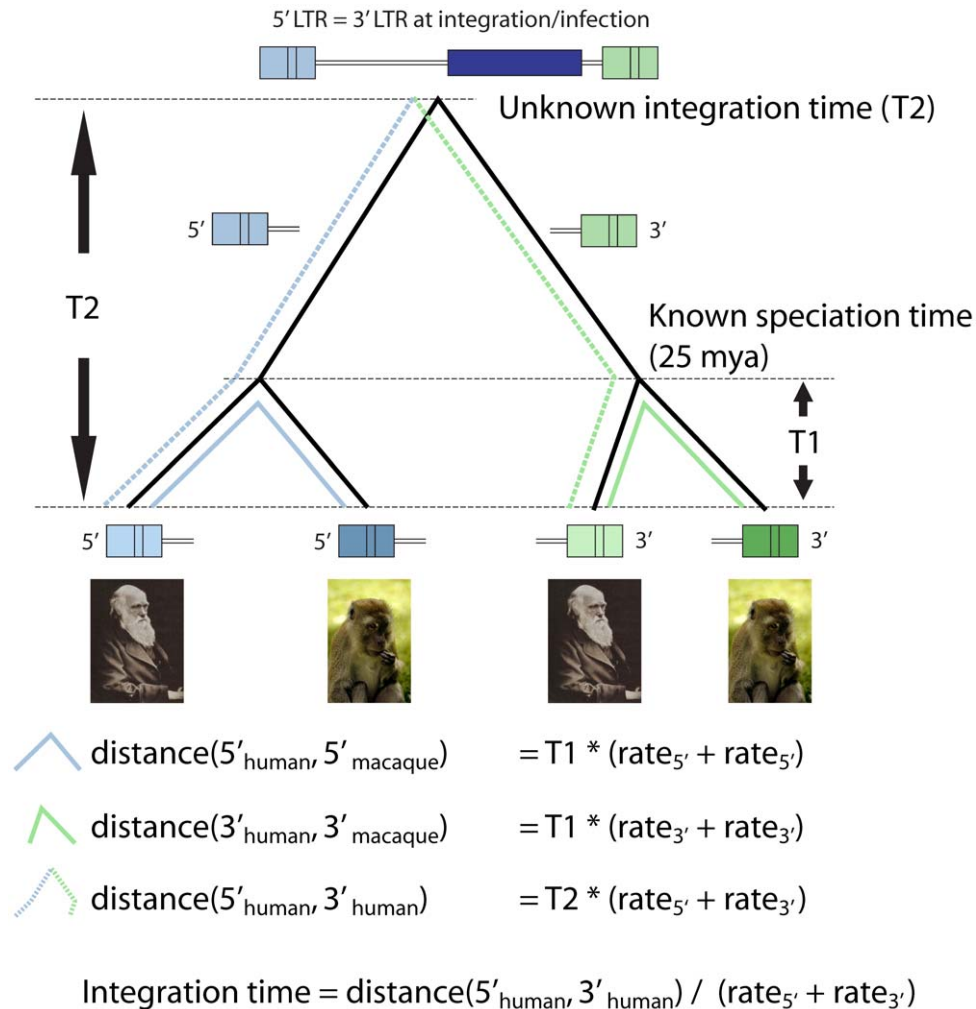 5′ LTR = 3′ LTR at integration/infection
Unknown integration time (T2)
5′
3′
T2
Known speciation time
(25 mya)
T1
5′
5′
3′
3′
distance(5′human, 5′macaque) = T1 * (rate5′ + rate5′)
distance(3′human, 3′macaque) = T1 * (rate3′ + rate3′)
distance(5′human, 3′human) = T2 * (rate5′ + rate3′)
Integration time = distance(5′human, 3′human) / (rate5′ + rate3′)